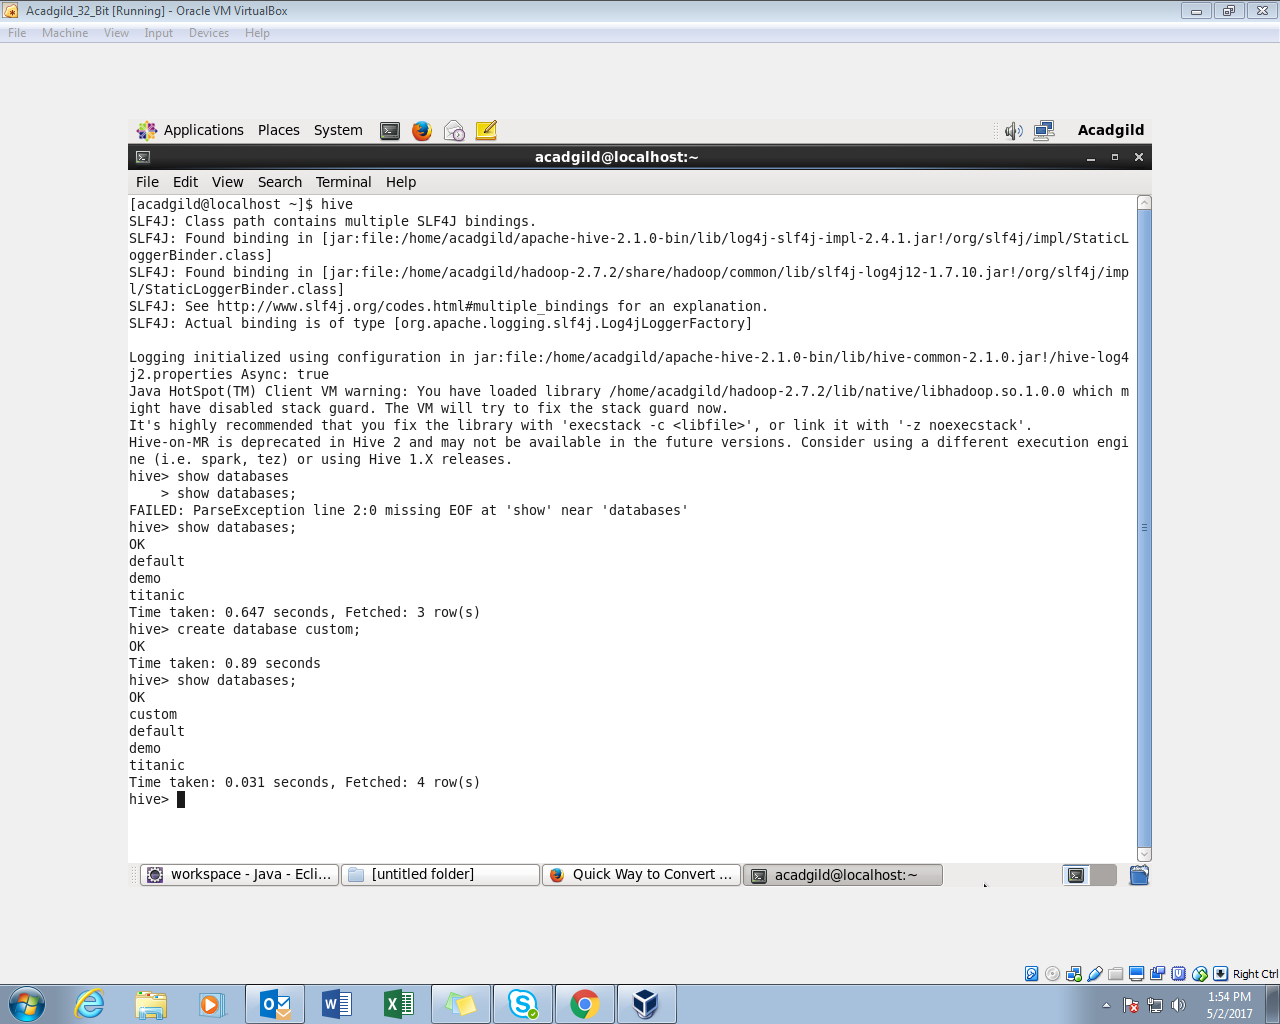 Acadgild_32_Bit [Running] - Oracle VM VirtualBox
File Machine View Input Devices Help
Applications Places System Acadgild
acadgild@localhost:~
File Edit View Search Terminal Help
[acadgild@localhost ~]$ hive
SLF4J: Class path contains multiple SLF4J bindings.
SLF4J: Found binding in [jar:file:/home/acadgild/apache-hive-2.1.0-bin/lib/log4j-slf4j-impl-2.4.1.jar!/org/slf4j/impl/StaticL
oggerBinder.class]
SLF4J: Found binding in [jar:file:/home/acadgild/hadoop-2.7.2/share/hadoop/common/lib/slf4j-log4j12-1.7.10.jar!/org/slf4j/imp
l/StaticLoggerBinder.class]
SLF4J: See http://www.slf4j.org/codes.html#multiple_bindings for an explanation.
SLF4J: Actual binding is of type [org.apache.logging.slf4j.Log4jLoggerFactory]
Logging initialized using configuration in jar:file:/home/acadgild/apache-hive-2.1.0-bin/lib/hive-common-2.1.0.jar!/hive-log4
j2.properties Async: true
Java HotSpot(TM) Client VM warning: You have loaded library /home/acadgild/hadoop-2.7.2/lib/native/libhadoop.so.1.0.0 which m
ight have disabled stack guard. The VM will try to fix the stack guard now.
It's highly recommended that you fix the library with 'execstack -c <libfile>', or link it with '-z noexecstack'.
Hive-on-MR is deprecated in Hive 2 and may not be available in the future versions. Consider using a different execution engi
ne (i.e. spark, tez) or using Hive 1.X releases.
hive> show databases
    > show databases;
FAILED: ParseException line 2:0 missing EOF at 'show' near 'databases'
hive> show databases;
OK
default
demo
titanic
Time taken: 0.647 seconds, Fetched: 3 row(s)
hive> create database custom;
OK
Time taken: 0.89 seconds
hive> show databases;
OK
custom
default
demo
titanic
Time taken: 0.031 seconds, Fetched: 4 row(s)
hive>
workspace - Java - Ecli... [untitled folder] Quick Way to Convert ... acadgild@localhost:~
Right Ctrl
1:54 PM
5/2/2017